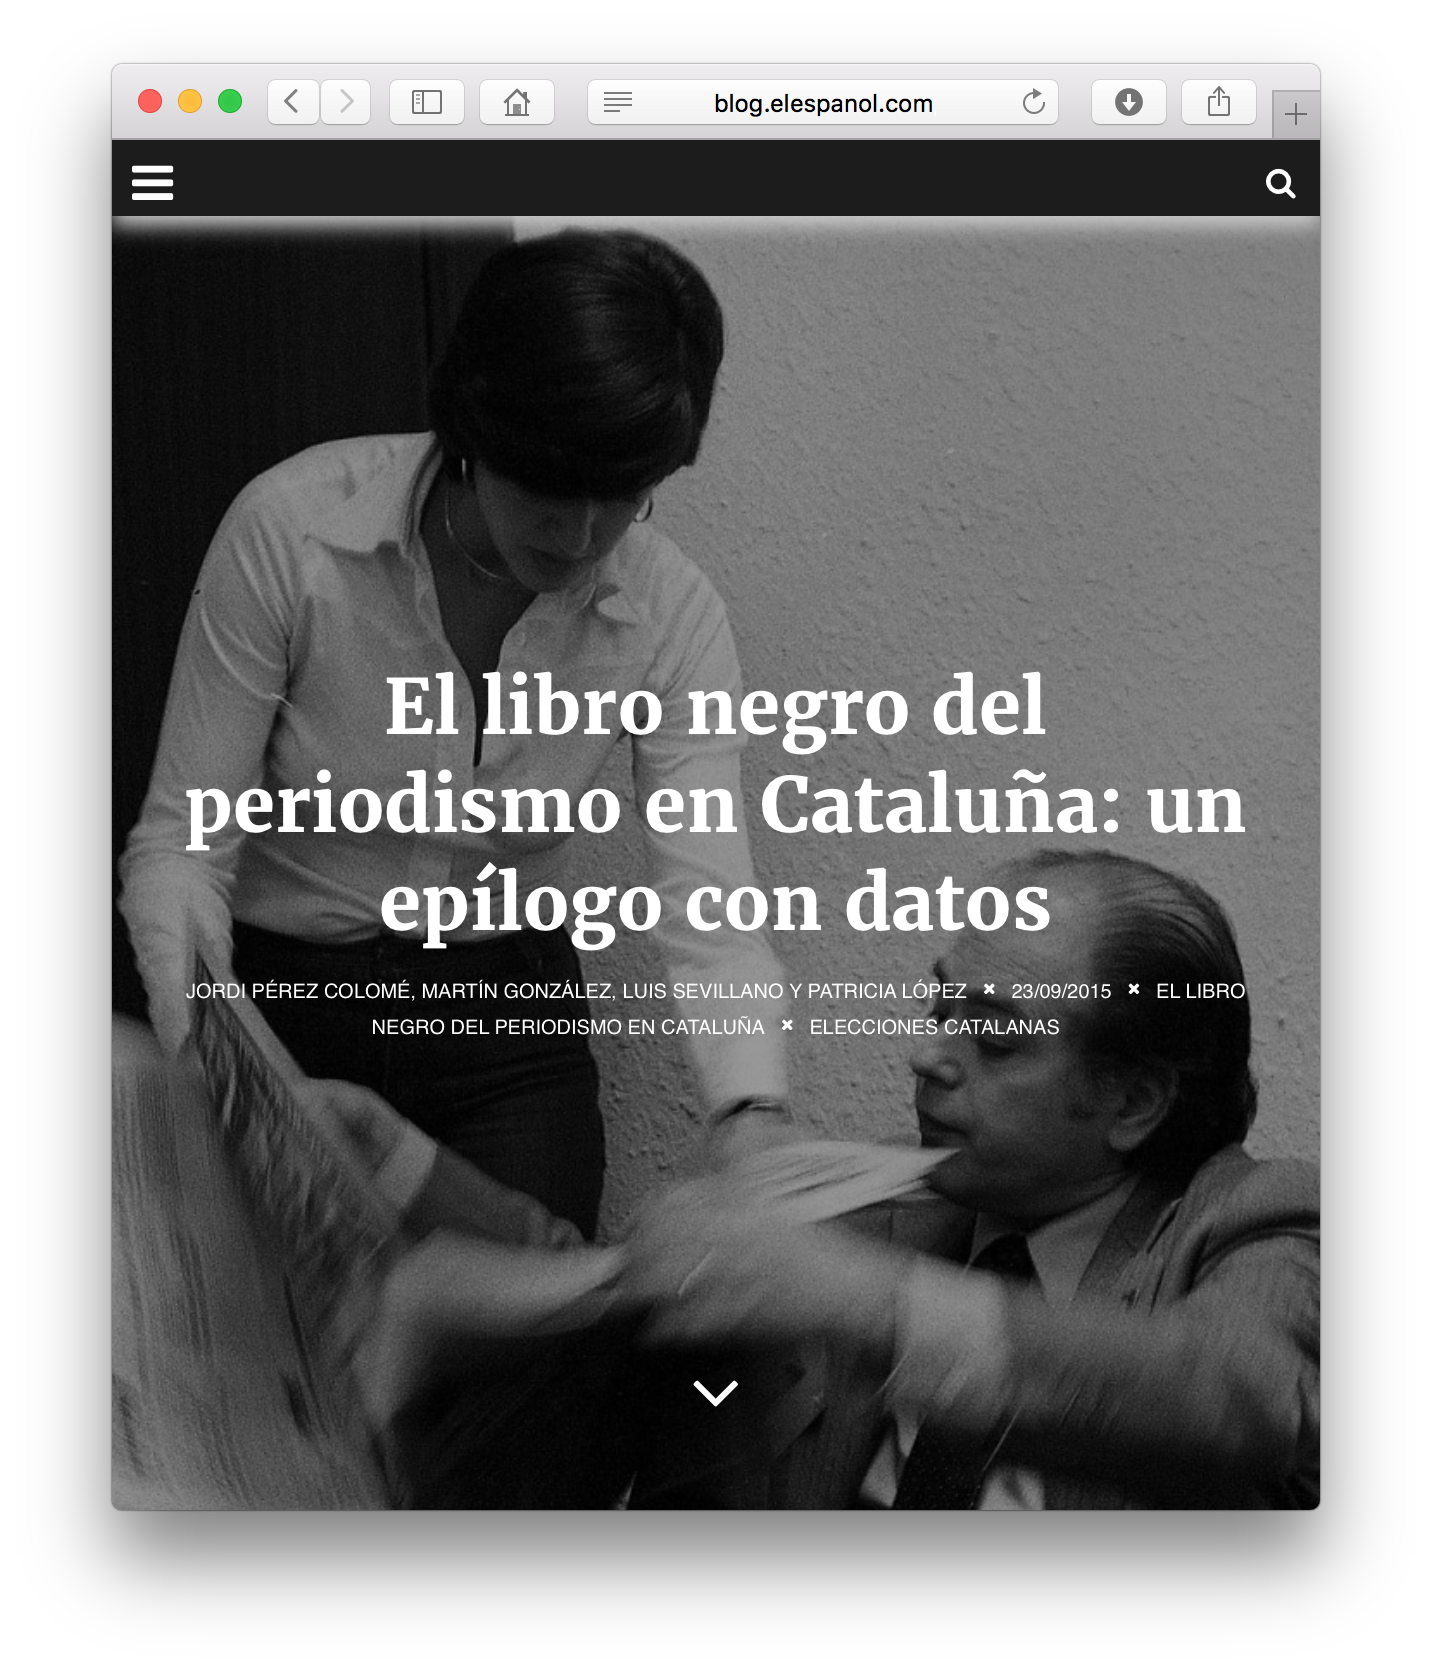 blog.elespanol.com
El libro negro del
periodismo en Cataluña: un
epílogo con datos
JORDI PÉREZ COLOMÉ, MARTÍN GONZÁLEZ, LUIS SEVILLANO Y PATRICIA LÓPEZ × 23/09/2015 × EL LIBRO
NEGRO DEL PERIODISMO EN CATALUÑA × ELECCIONES CATALANAS